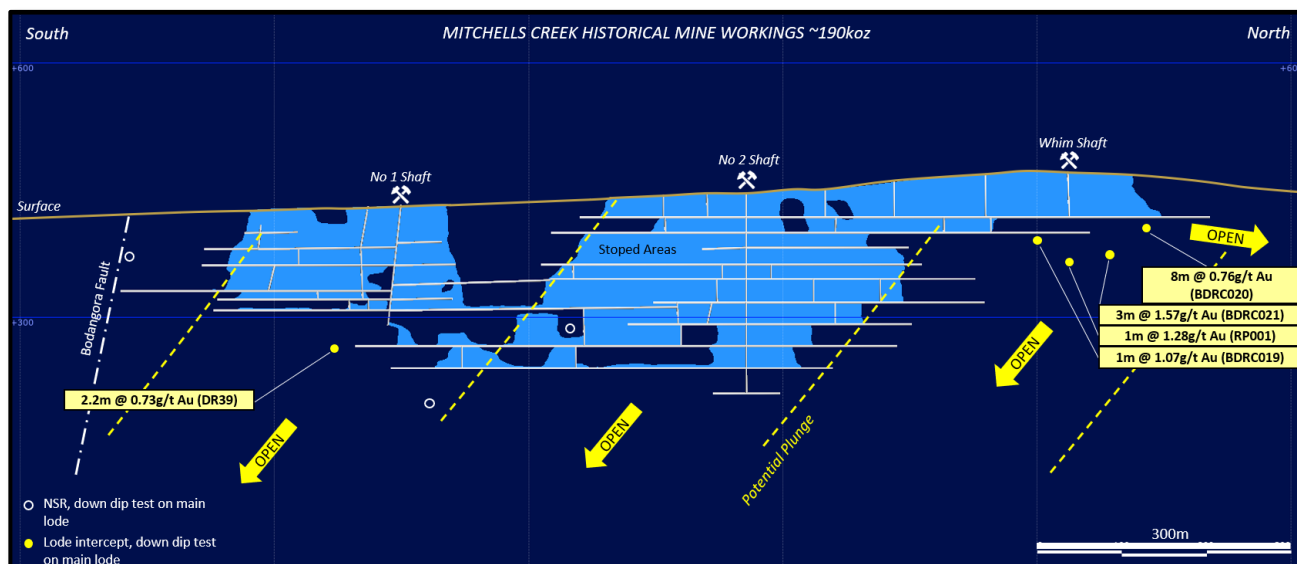 South
MITCHELLS CREEK HISTORICAL MINE WORKINGS ~190koz
North
+600
+60
Whim Shaft
No 2 Shaft
No 1 Shaft
Surface
OPEN
Stoped Areas
8m @ 0.76g/t Au
(BDRC020)
3m @ 1.57g/t Au (BDRC021)
1m @ 1.28g/t Au (RP001)
1m @ 1.07g/t Au (BDRC019)
+300
Bodangora Fault
OPEN
2.2m @ 0.73g/t Au (DR39)
OPEN
OPEN
Potential Plunge
NSR, down dip test on main
lode
Lode intercept, down dip test
on main lode
300m